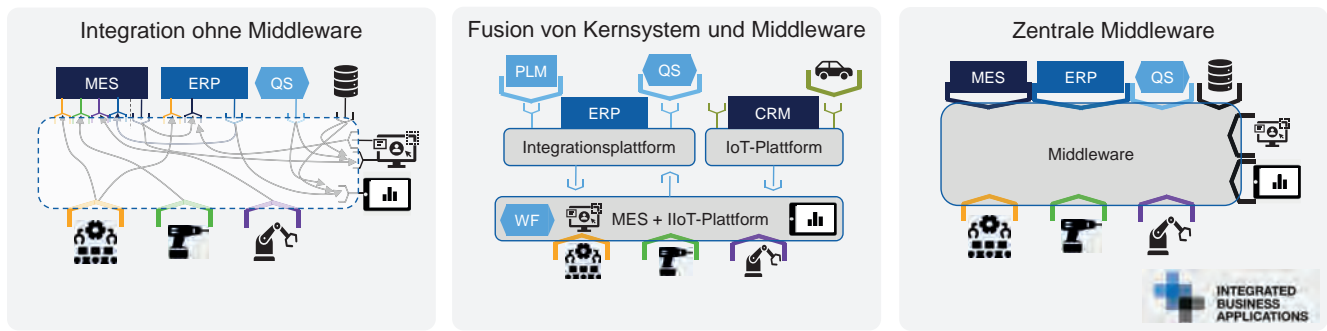 Integration ohne Middleware
MES
ERP
QS
Fusion von Kernsystem und Middleware
PLM
QS
ERP
CRM
Integrationsplattform
IoT-Plattform
WF
MES + IIoT-Plattform
Zentrale Middleware
MES
ERP
QS
Middleware
INTEGRATED
BUSINESS
APPLICATIONS